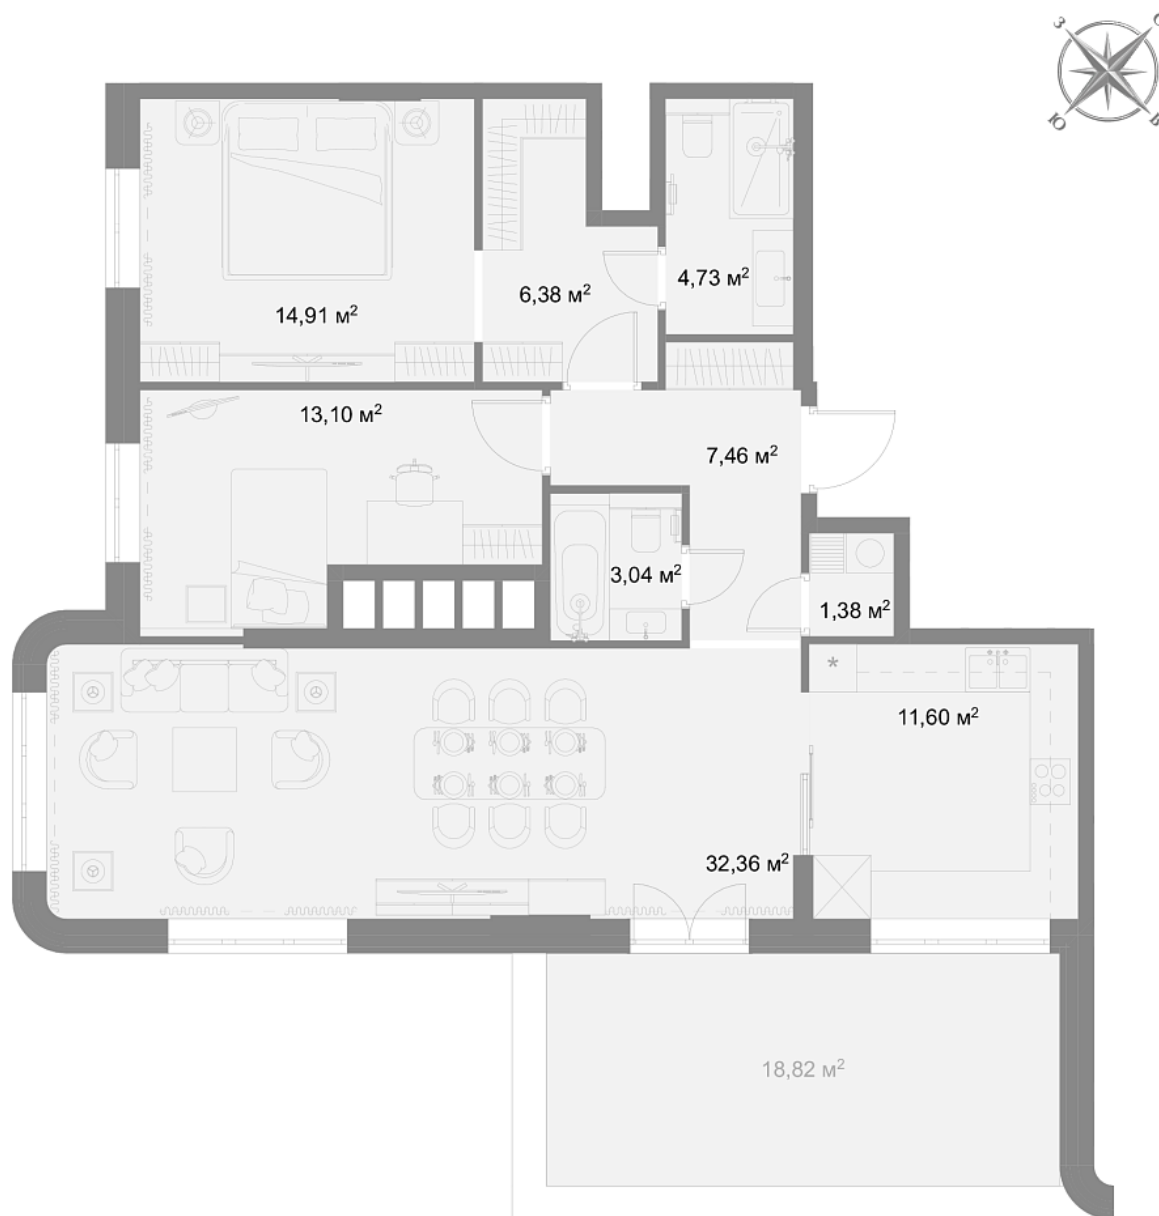 З
С
Ю
В
4,73 м²
6,38 м²
14,91 м²
13,10 м²
7,46 м²
3,04 м²
1,38 м²
*
11,60 м²
32,36 м²
18,82 м²